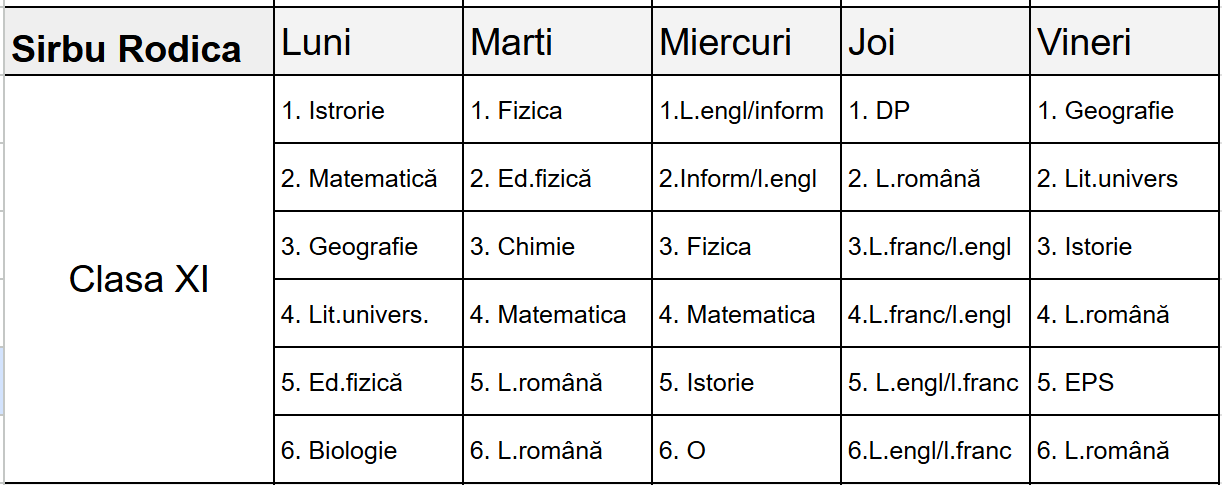 Sirbu Rodica Luni Marti Miercuri Joi Vineri
1. Istrorie 1. Fizica 1.L.engl/inform 1. DP 1. Geografie
2. Matematică 2. Ed.fizică 2.Inform/l.engl 2. L.română 2. Lit.univers
3. Geografie 3. Chimie 3. Fizica 3.L.franc/l.engl 3. Istorie
Clasa XI
4. Lit.univers. 4. Matematica 4. Matematica 4.L.franc/l.engl 4. L.română
5. Ed.fizică 5. L.română 5. Istorie 5. L.engl/l.franc 5. EPS
6. Biologie 6. L.română 6. O 6.L.engl/l.franc 6. L.română